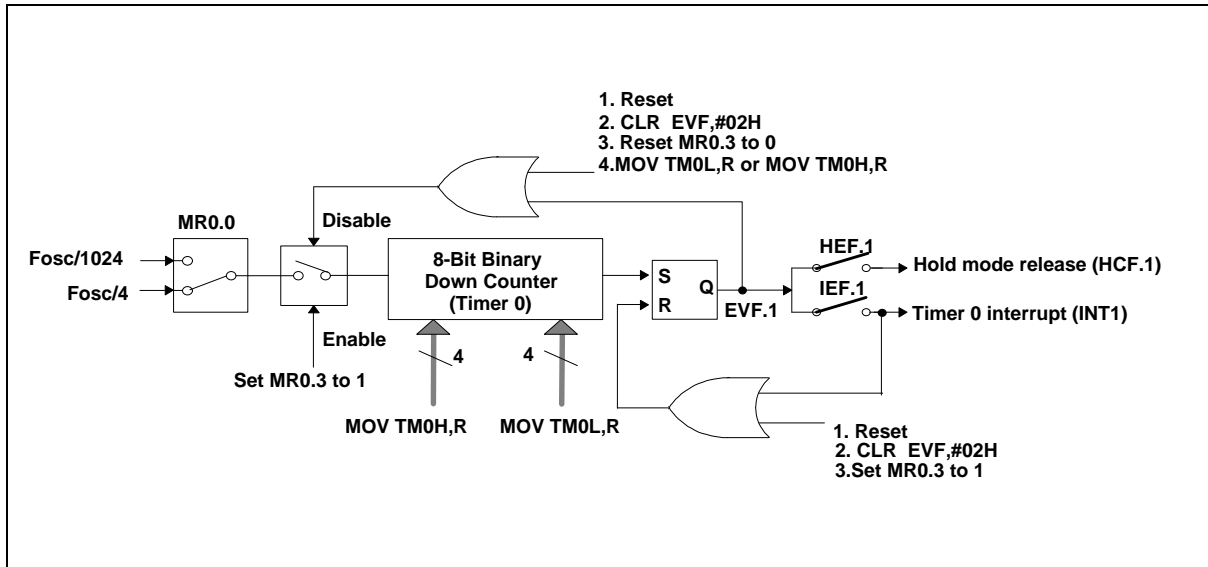 1. Reset
2. CLR EVF,#02H
3. Reset MR0.3 to 0
4.MOV TM0L,R or MOV TM0H,R
MR0.0
Disable
Fosc/1024
Fosc/4
8-Bit Binary
Down Counter
(Timer 0)
S
Q
R
EVF.1
HEF.1
Hold mode release (HCF.1)
IEF.1
Timer 0 interrupt (INT1)
Enable
Set MR0.3 to 1
4
4
MOV TM0H,R
MOV TM0L,R
1. Reset
2. CLR EVF,#02H
3.Set MR0.3 to 1